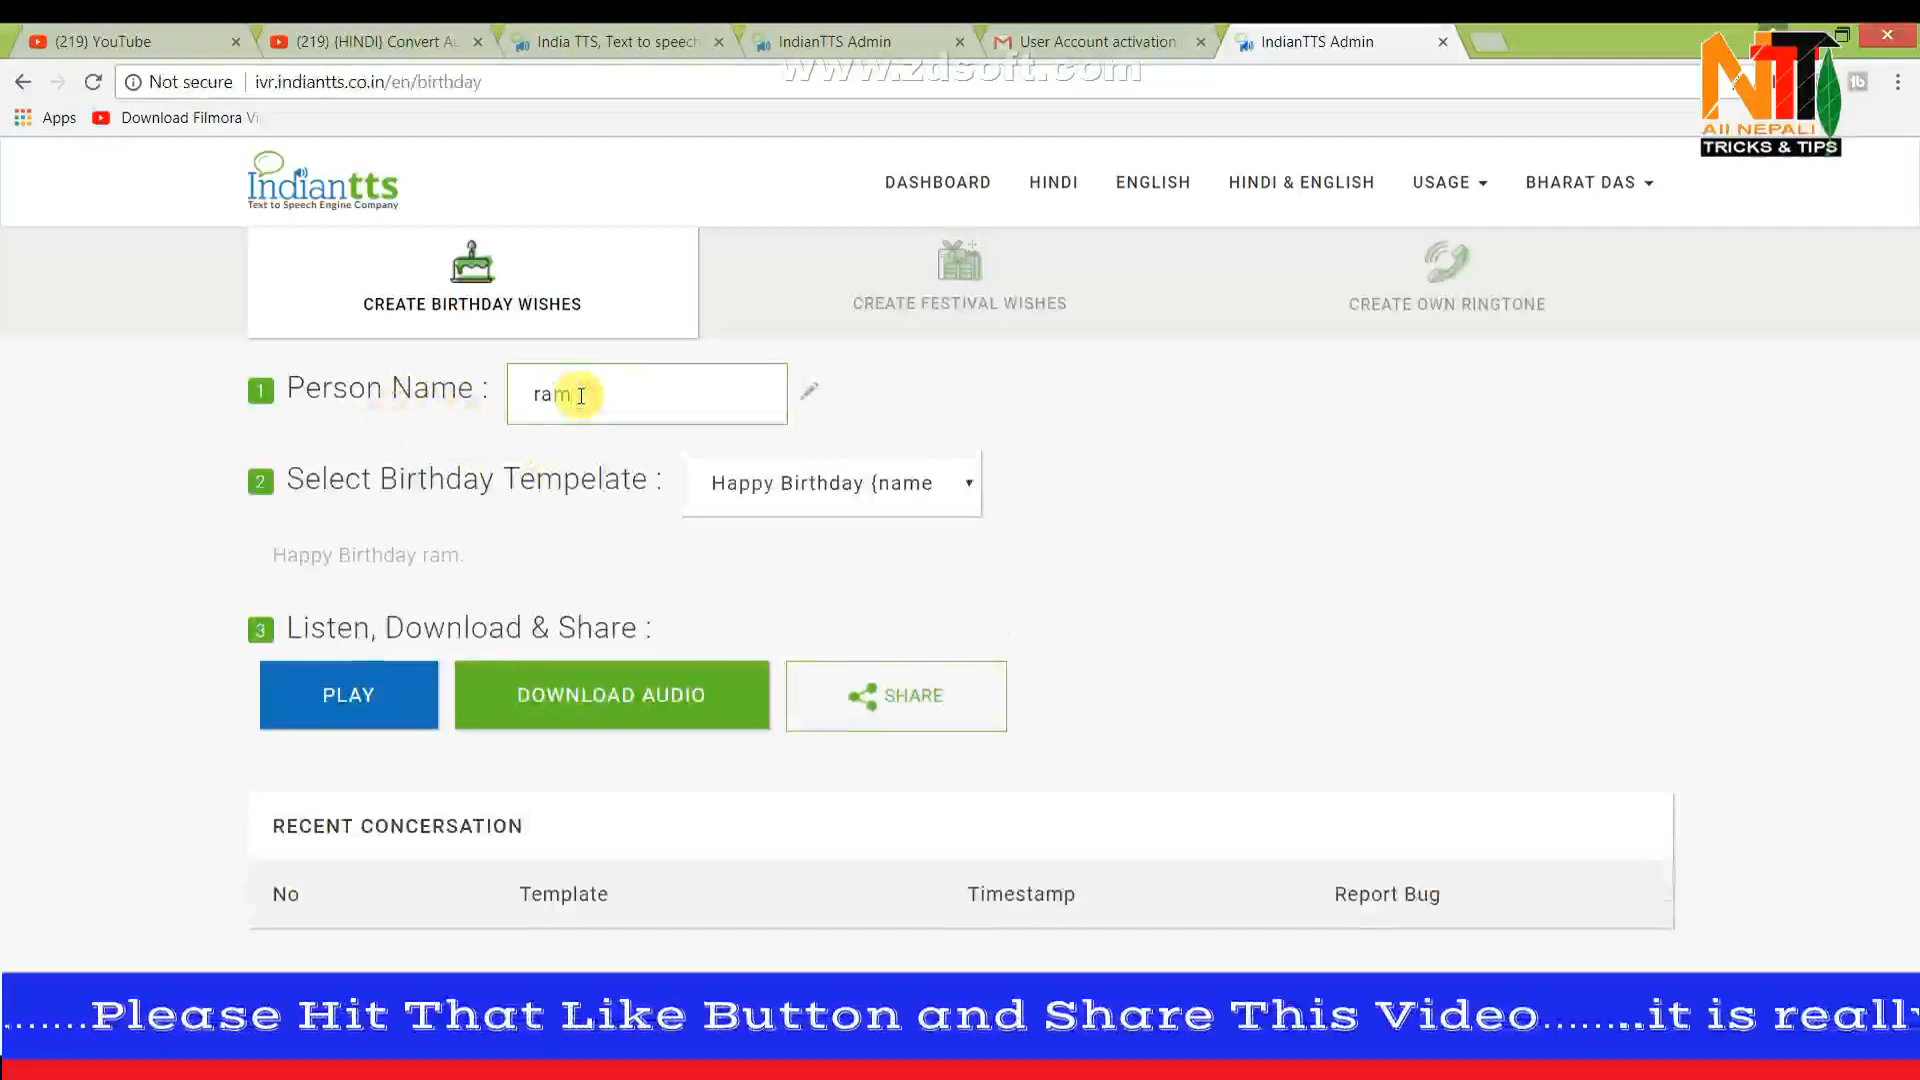 (219) YouTube
(219) {HINDI} Convert Au
India TTS, Text to speech
IndianTTS Admin
User Account activation
IndianTTS Admin
www.zdsoft.com
Not secure
ivr.indiantts.co.in/en/birthday
Apps
Download Filmora Vi
NTT
All NEPALI
TRICKS & TIPS
Indiantts
Text to Speech Engine Company
DASHBOARD
HINDI
ENGLISH
HINDI & ENGLISH
USAGE
BHARAT DAS
CREATE BIRTHDAY WISHES
CREATE FESTIVAL WISHES
CREATE OWN RINGTONE
1 Person Name :
ram
2 Select Birthday Tempelate :
Happy Birthday {name
Happy Birthday ram.
3 Listen, Download & Share :
PLAY
DOWNLOAD AUDIO
SHARE
RECENT CONCERSATION
No
Template
Timestamp
Report Bug
.......Please Hit That Like Button and Share This Video........it is really